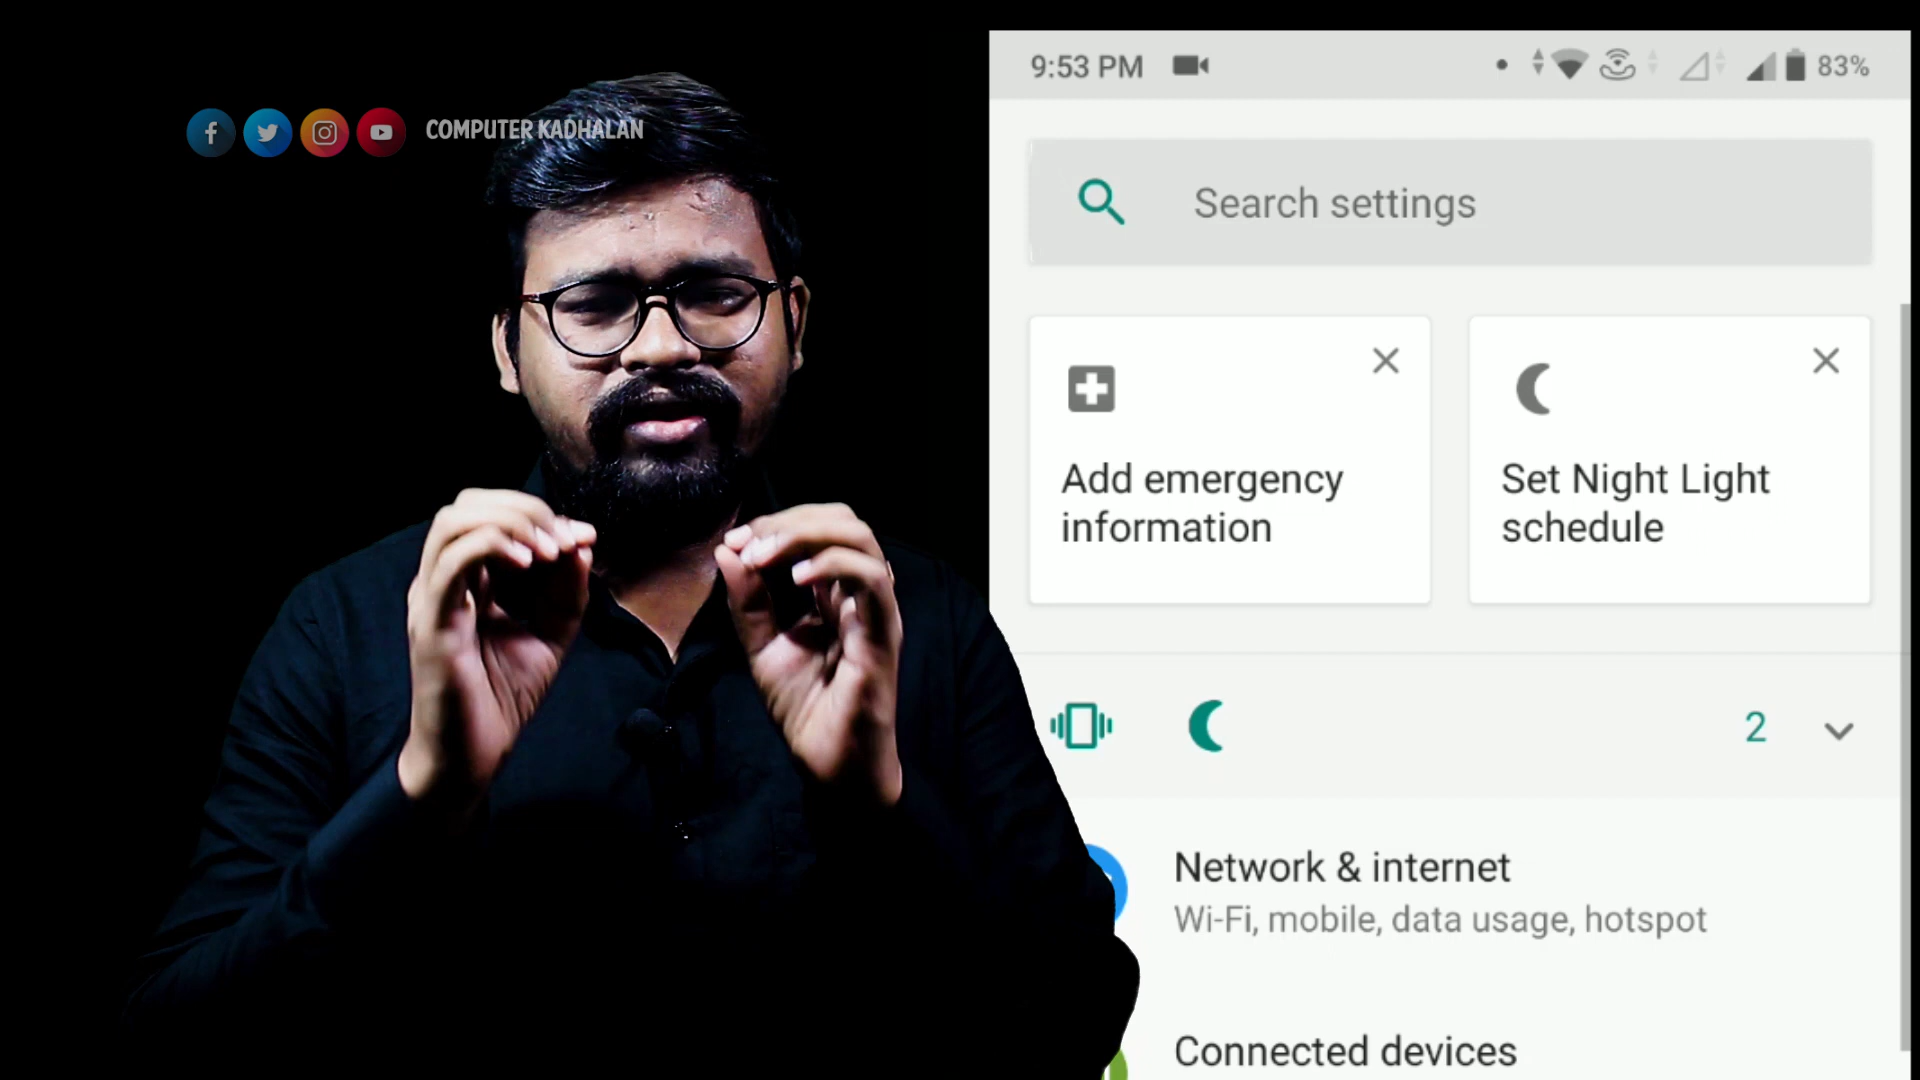 COMPUTER KADHALAN
9:53 PM
83%
Search settings
Add emergency
information
Set Night Light
schedule
2
Network & internet
Wi-Fi, mobile, data usage, hotspot
Connected devices